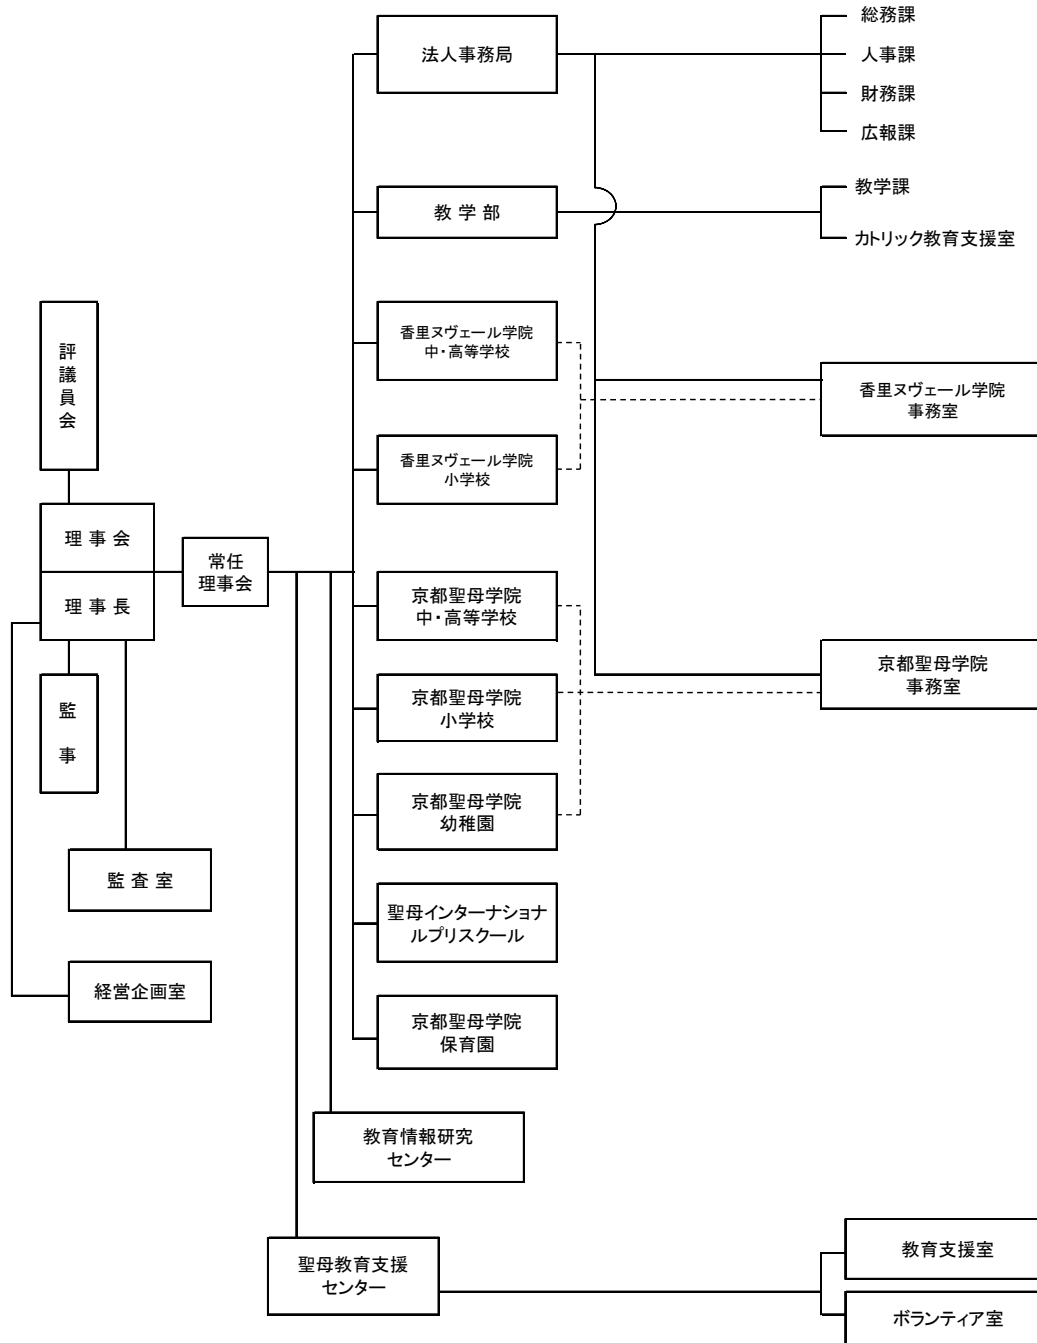 法人事務局
総務課
人事課
財務課
広報課
教学部
教学課
カトリック教育支援室
香里ヌヴェール学院
中・高等学校
香里ヌヴェール学院
小学校
香里ヌヴェール学院
事務室
評議員会
理事会
理事長
常任
理事会
監事
監査室
経営企画室
京都聖母学院
中・高等学校
京都聖母学院
小学校
京都聖母学院
幼稚園
京都聖母学院
事務室
聖母インターナショナ
ルプリスクール
京都聖母学院
保育園
教育情報研究
センター
聖母教育支援
センター
教育支援室
ボランティア室